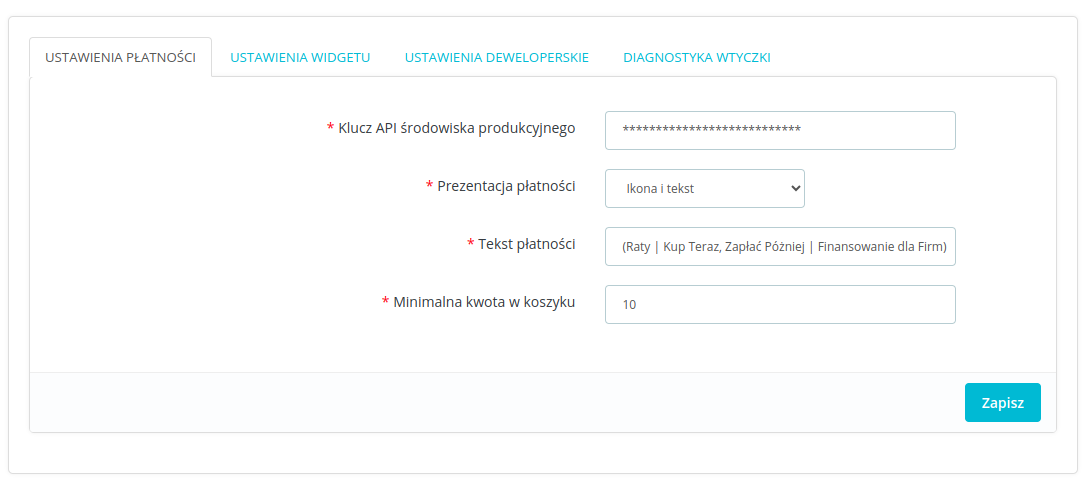 USTAWIENIA PŁATNOŚCI USTAWIENIA WIDGETU USTAWIENIA DEWELOPERSKIE DIAGNOSTYKA WTYCZKI
* Klucz API środowiska produkcyjnego ***************************
* Prezentacja płatności Ikona i tekst
* Tekst płatności (Raty | Kup Teraz, Zapłać Póżniej | Finansowanie dla Firm)
* Minimalna kwota w koszyku 10
Zapisz